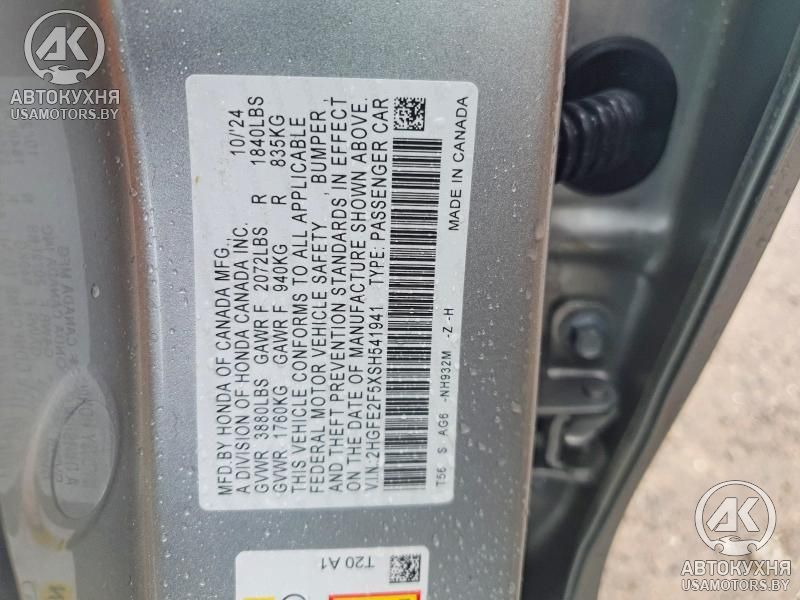 MFD.BY HONDA OF CANADA MFG., 10/'24
A DIVISION OF HONDA CANADA INC.
GVWR 3880LBS GAWR F 2072LBS R 1840LBS
GVWR 1760KG GAWR F 940KG R 835KG
THIS VEHICLE CONFORMS TO ALL APPLICABLE
FEDERAL MOTOR VEHICLE SAFETY , BUMPER ,
AND THEFT PREVENTION STANDARDS IN EFFECT
ON THE DATE OF MANUFACTURE SHOWN ABOVE.
V.I.N. 2HGFE2F5XSH541941 TYPE: PASSENGER CAR
T56 S AG6 -NH932M -Z -H MADE IN CANADA
T20 A1
AK
АВТОКУХНЯ
USAMOTORS.BY
AK
АВТОКУХНЯ
USAMOTORS.BY